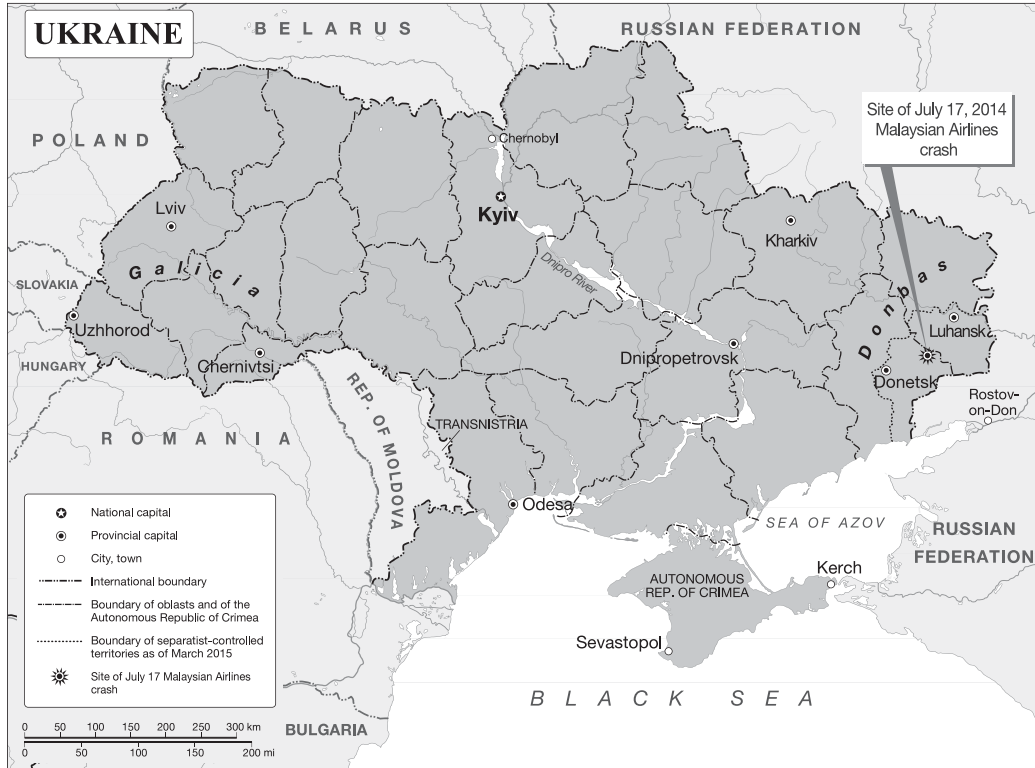 UKRAINE
BELARUS
RUSSIAN FEDERATION
Site of July 17, 2014
Malaysian Airlines
crash
POLAND
Chernobyl
Kyiv
Lviv
Kharkiv
Galicia
Dnipro River
Donbas
SLOVAKIA
Uzhhorod
Luhansk
HUNGARY
Chernivtsi
Dnipropetrovsk
Donetsk
Rostov-
on-Don
REP. OF MOLDOVA
TRANSNISTRIA
ROMANIA
Odesa
SEA OF AZOV
RUSSIAN
FEDERATION
Kerch
AUTONOMOUS
REP. OF CRIMEA
Sevastopol
BLACK SEA
BULGARIA
National capital
Provincial capital
City, town
International boundary
Boundary of oblasts and of the
Autonomous Republic of Crimea
Boundary of separatist-controlled
territories as of March 2015
Site of July 17 Malaysian Airlines
crash
0 50 100 150 200 250 300 km
0 50 100 150 200 mi